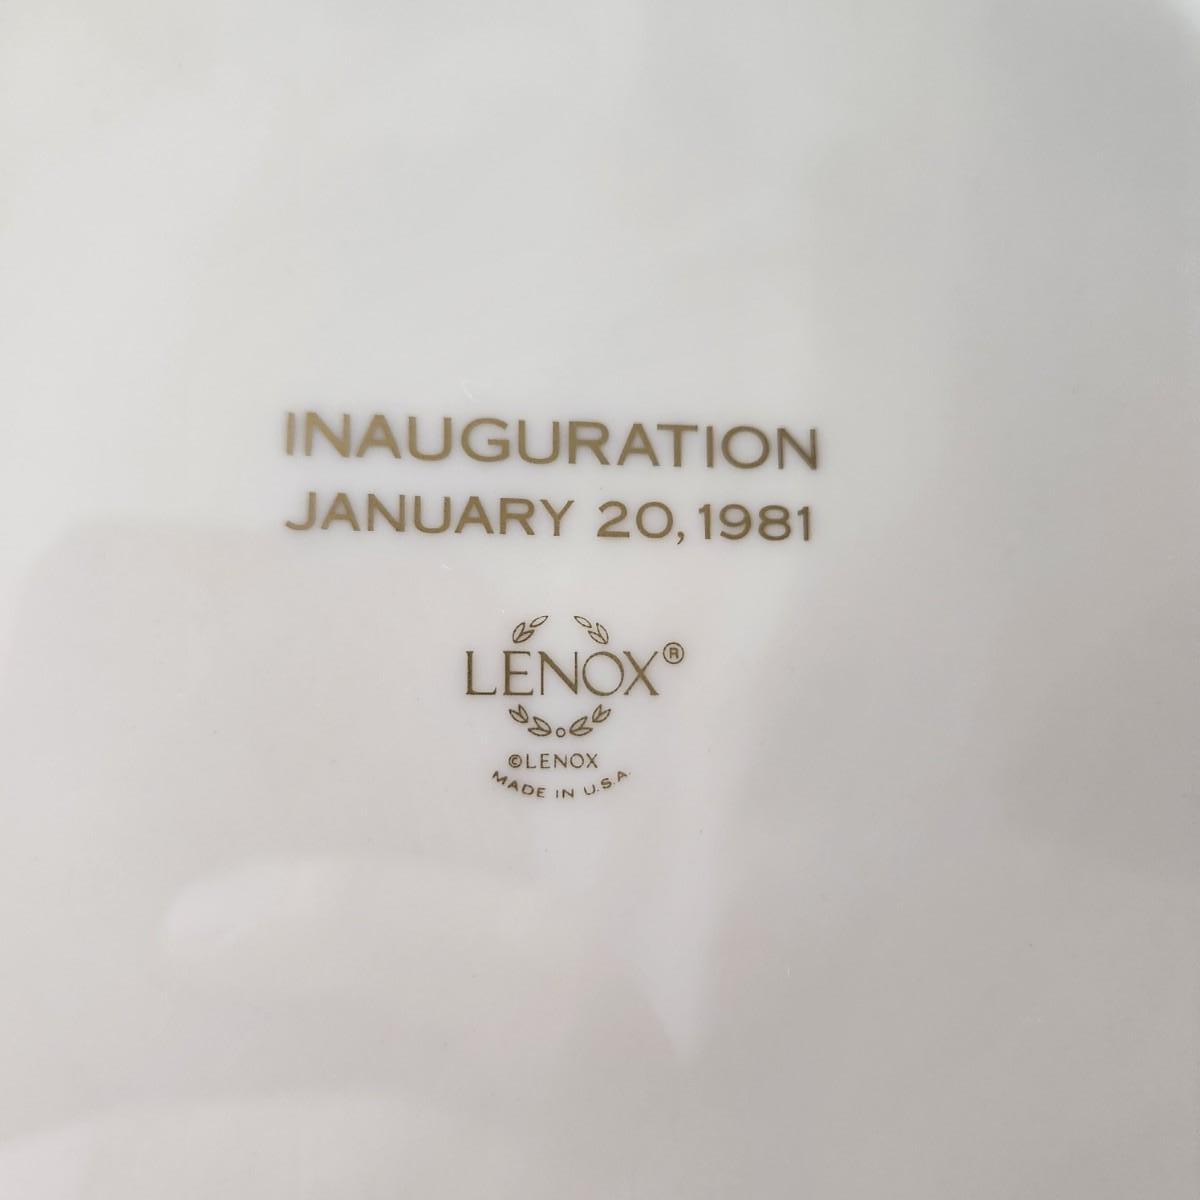 INAUGURATION
JANUARY 20, 1981
LENOX®
©LENOX
MADE IN U.S.A.